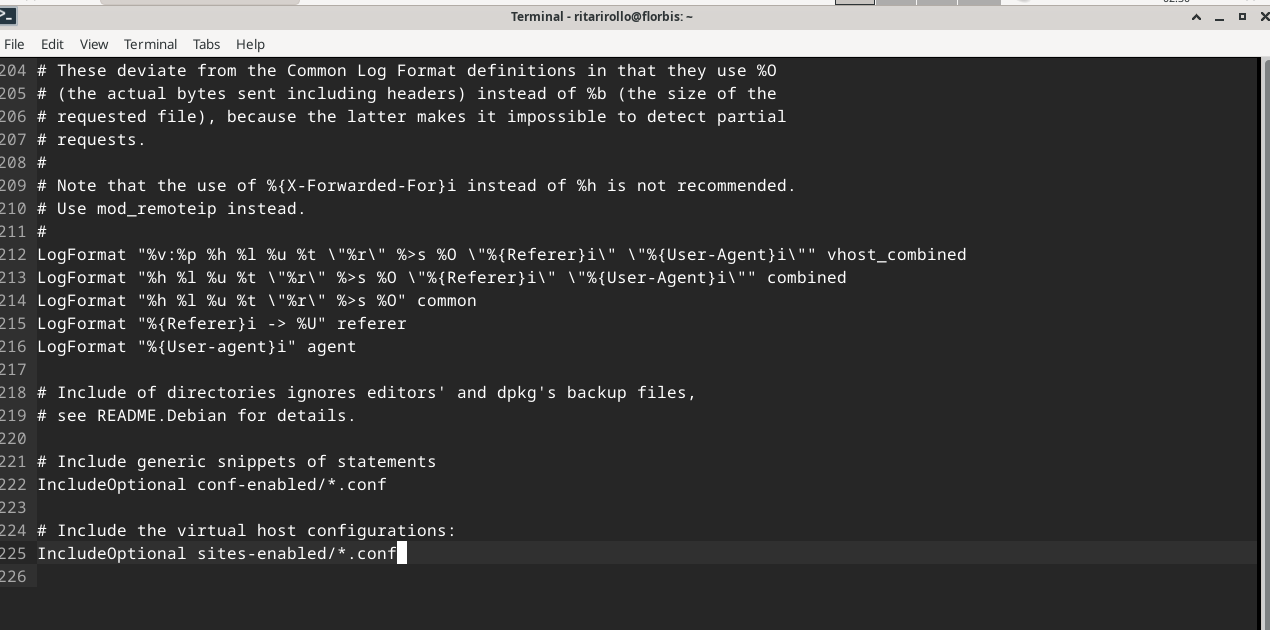 Terminal - ritarirollo@florbis: ~
File Edit View Terminal Tabs Help
204 # These deviate from the Common Log Format definitions in that they use %O
205 # (the actual bytes sent including headers) instead of %b (the size of the
206 # requested file), because the latter makes it impossible to detect partial
207 # requests.
208 #
209 # Note that the use of %{X-Forwarded-For}i instead of %h is not recommended.
210 # Use mod_remoteip instead.
211 #
212 LogFormat "%v:%p %h %l %u %t \"%r\" %>s %O \"%{Referer}i\" \"%{User-Agent}i\"" vhost_combined
213 LogFormat "%h %l %u %t \"%r\" %>s %O \"%{Referer}i\" \"%{User-Agent}i\"" combined
214 LogFormat "%h %l %u %t \"%r\" %>s %O" common
215 LogFormat "%{Referer}i -> %U" referer
216 LogFormat "%{User-agent}i" agent
217
218 # Include of directories ignores editors' and dpkg's backup files,
219 # see README.Debian for details.
220
221 # Include generic snippets of statements
222 IncludeOptional conf-enabled/*.conf
223
224 # Include the virtual host configurations:
225 IncludeOptional sites-enabled/*.conf
226